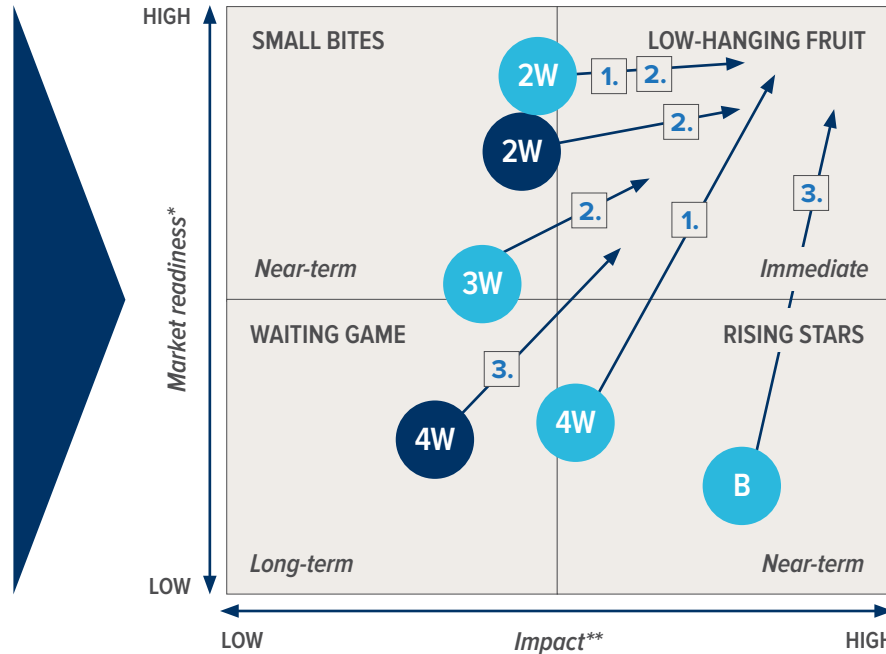 HIGH
SMALL BITES
LOW-HANGING FRUIT
2W
1.
2.
2W
2.
3.
2.
1.
Near-term
3W
Immediate
Market readiness*
WAITING GAME
RISING STARS
3.
4W
4W
B
Long-term
Near-term
LOW
LOW
Impact**
HIGH